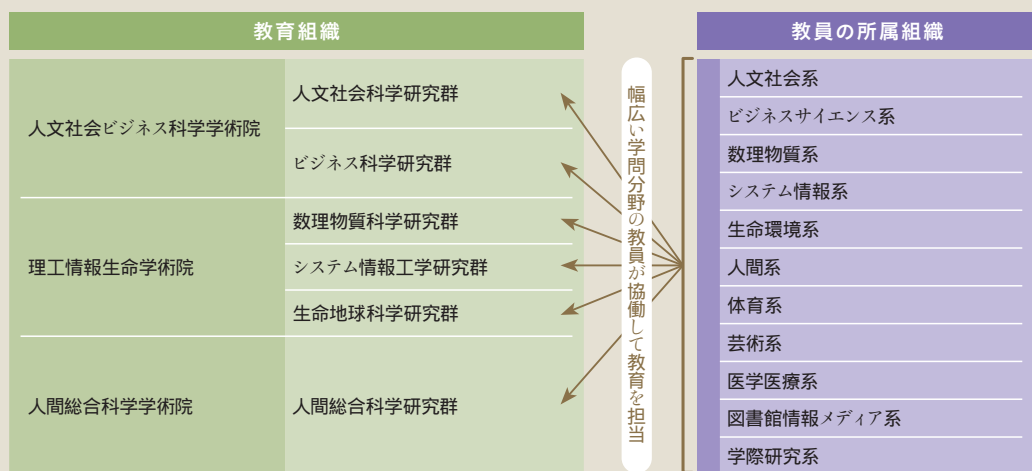 教育組織
人文社会ビジネス科学学術院
人文社会科学研究群
ビジネス科学研究群
理工情報生命学術院
数理物質科学研究群
システム情報工学研究群
生命地球科学研究群
人間総合科学学術院
人間総合科学研究群
幅広い学問分野の教員が協働して教育を担当
教員の所属組織
人文社会系
ビジネスサイエンス系
数理物質系
システム情報系
生命環境系
人間系
体育系
芸術系
医学医療系
図書館情報メディア系
学際研究系